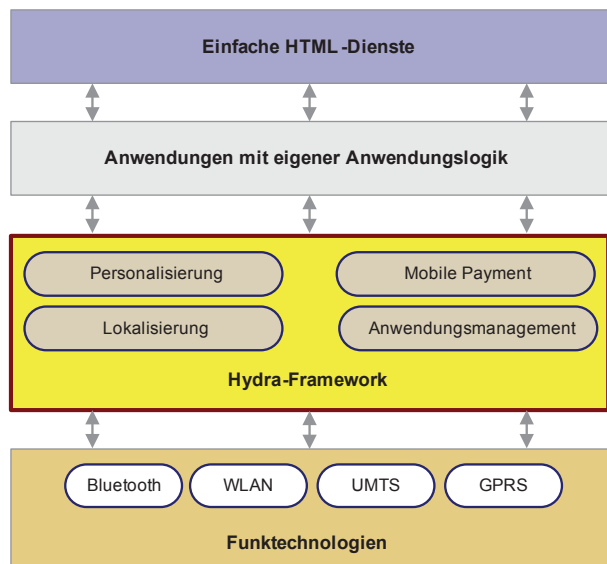 Einfache HTML-Dienste
Anwendungen mit eigener Anwendungslogik
Personalisierung
Mobile Payment
Lokalisierung
Anwendungsmanagement
Hydra-Framework
Bluetooth
WLAN
UMTS
GPRS
Funktechnologien